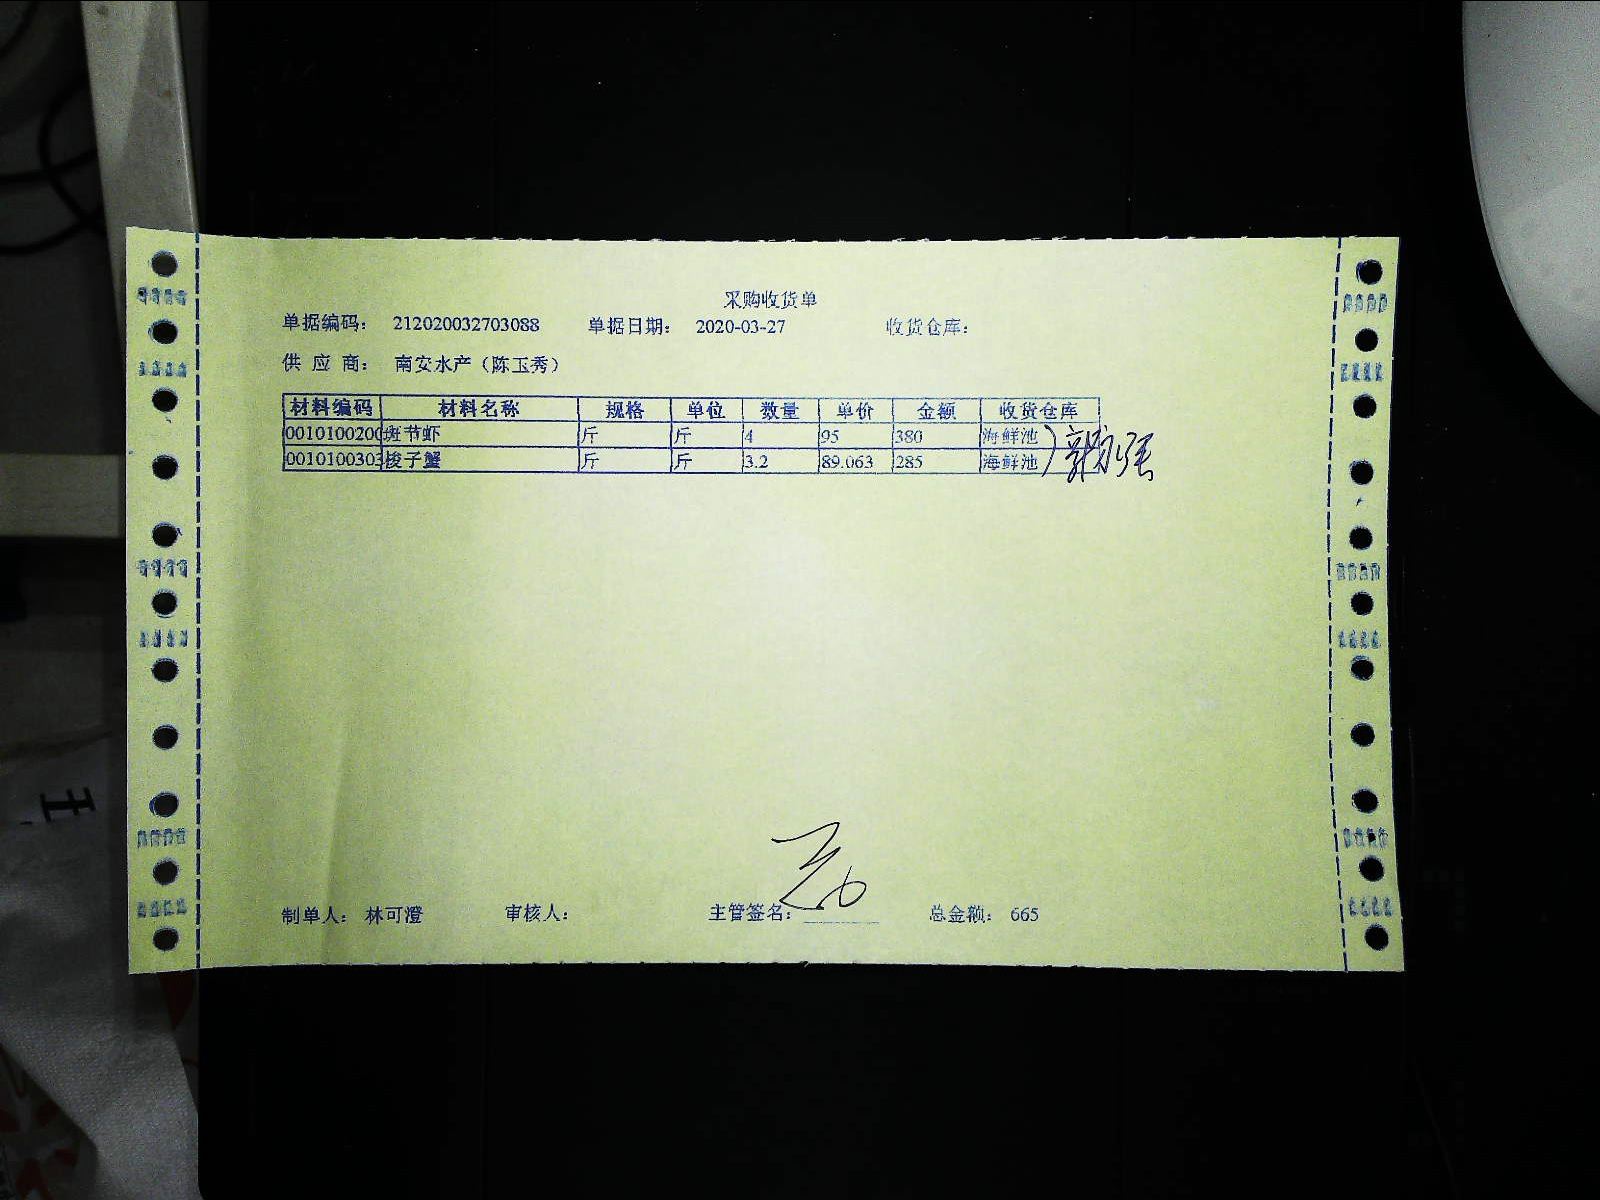 采购收货单
单据编码： 212020032703088 单据日期： 2020-03-27 收货仓库：
供 应 商： 南安水产（陈玉秀）
材料编码 材料名称 规格 单位 数量 单价 金额 收货仓库
0010100200 斑节虾 斤 斤 4 95 380 海鲜池
0010100303 梭子蟹 斤 斤 3.2 89.063 285 海鲜池
制单人： 林可澄 审核人： 主管签名： 总金额： 665